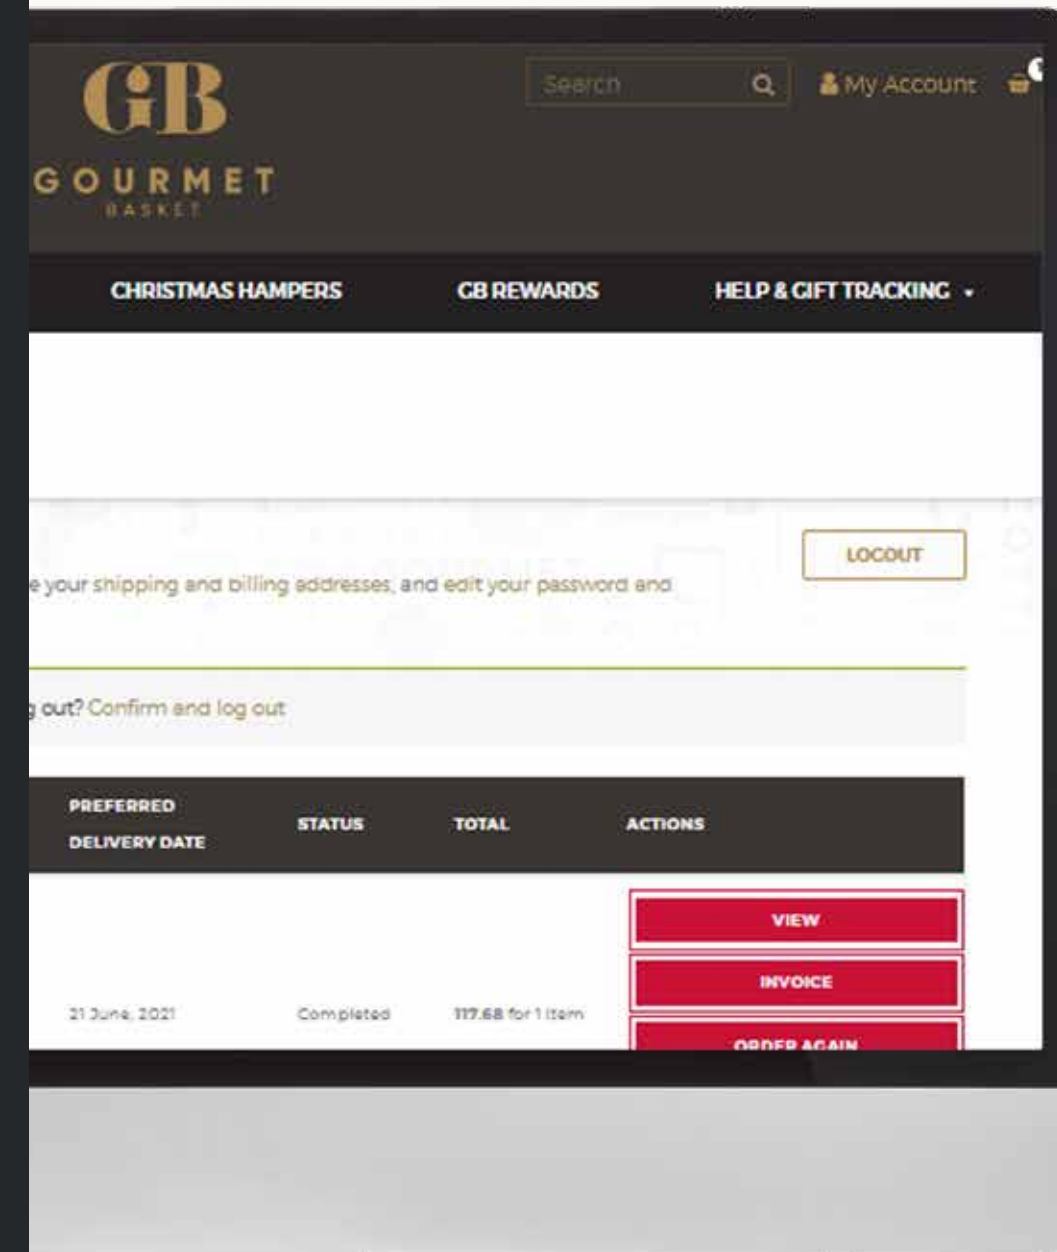 GB
Search
My Account
GOURMET
BASKET
CHRISTMAS HAMPERS
GB REWARDS
HELP & GIFT TRACKING
LOGOUT
e your shipping and billing addresses, and edit your password and
g out? Confirm and log out
PREFERRED
DELIVERY DATE
STATUS
TOTAL
ACTIONS
VIEW
INVOICE
21 June, 2021
Completed
117.68 for 1 item
ORDER AGAIN